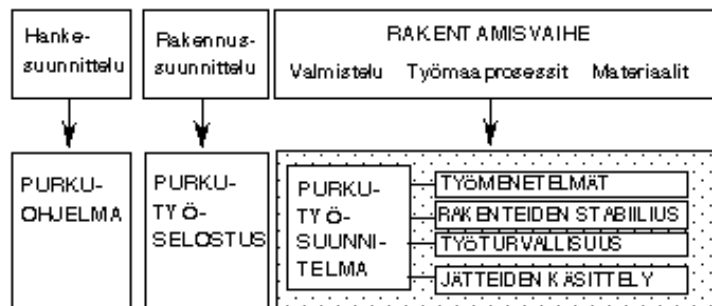 Hanke-
suunnittelu
Rakennus-
suunnittelu
RAKENTAMISVAIHE
Valmistelu Työmaaprosessit Materiaalit
PURKU-
OHJELMA
PURKU-
TYÖ-
SELOSTUS
PURKU-
TYÖ-
SUUNNI-
TELMA
TYÖMENETELMÄT
RAKENTEIDEN STABIILIUS
TYÖTURVALLISUUS
JÄTTEIDEN KÄSITTELY